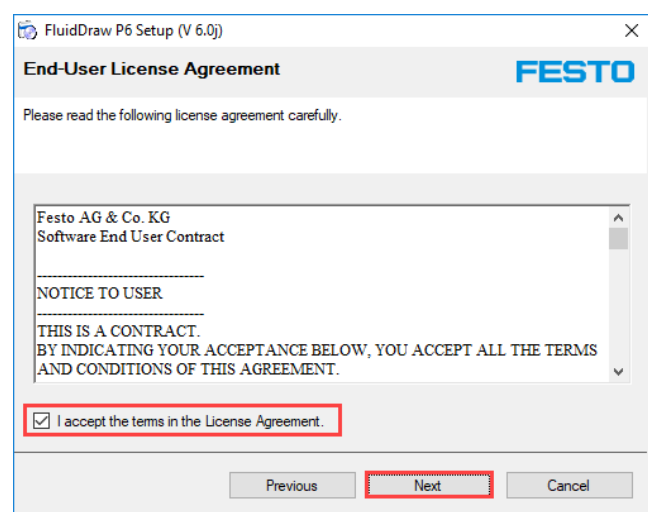 FluidDraw P6 Setup (V 6.0j)
End-User License Agreement
FESTO
Please read the following license agreement carefully.
Festo AG & Co. KG
Software End User Contract
---------------------------------
NOTICE TO USER
---------------------------------
THIS IS A CONTRACT.
BY INDICATING YOUR ACCEPTANCE BELOW, YOU ACCEPT ALL THE TERMS
AND CONDITIONS OF THIS AGREEMENT.
I accept the terms in the License Agreement.
Previous
Next
Cancel